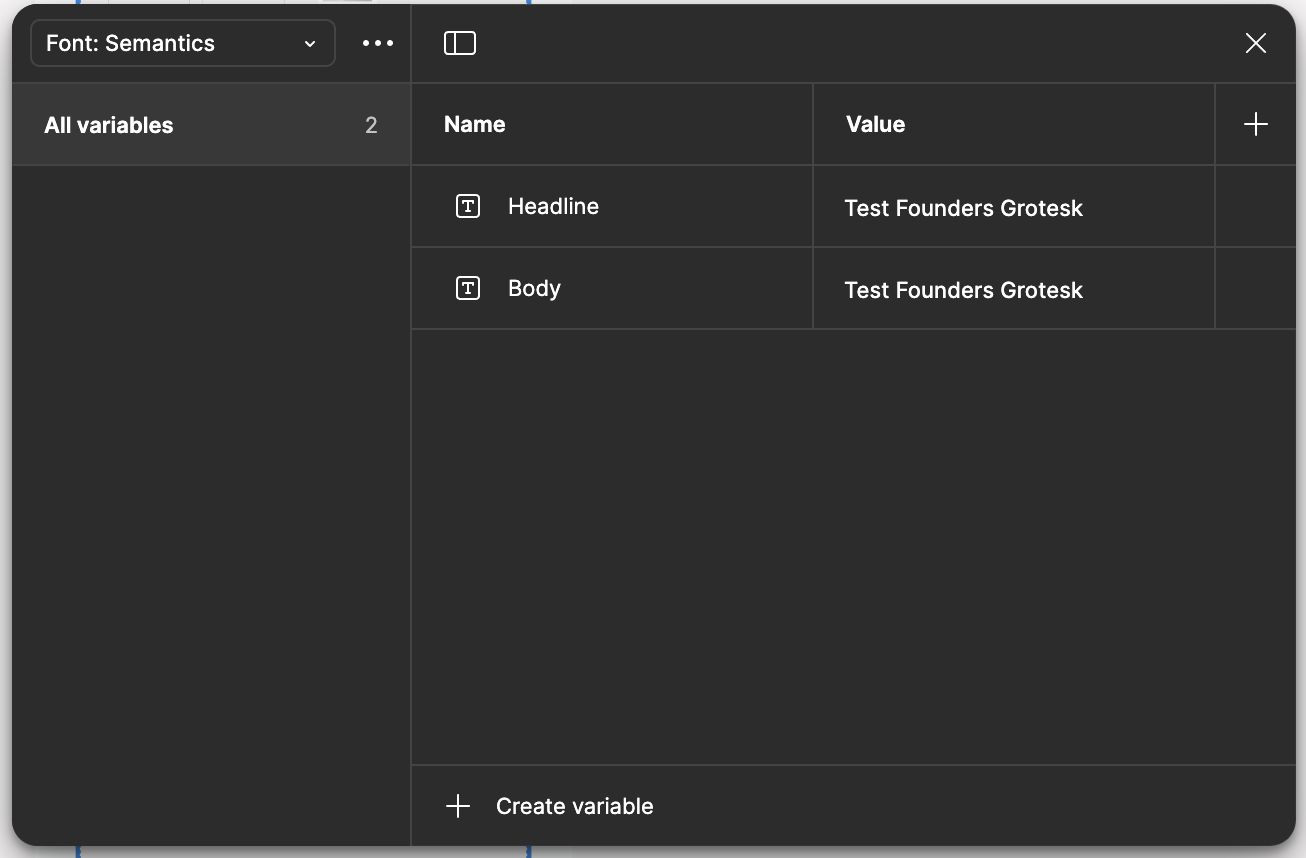 Font: Semantics
All variables 2
Name Value
Headline Test Founders Grotesk
Body Test Founders Grotesk
Create variable